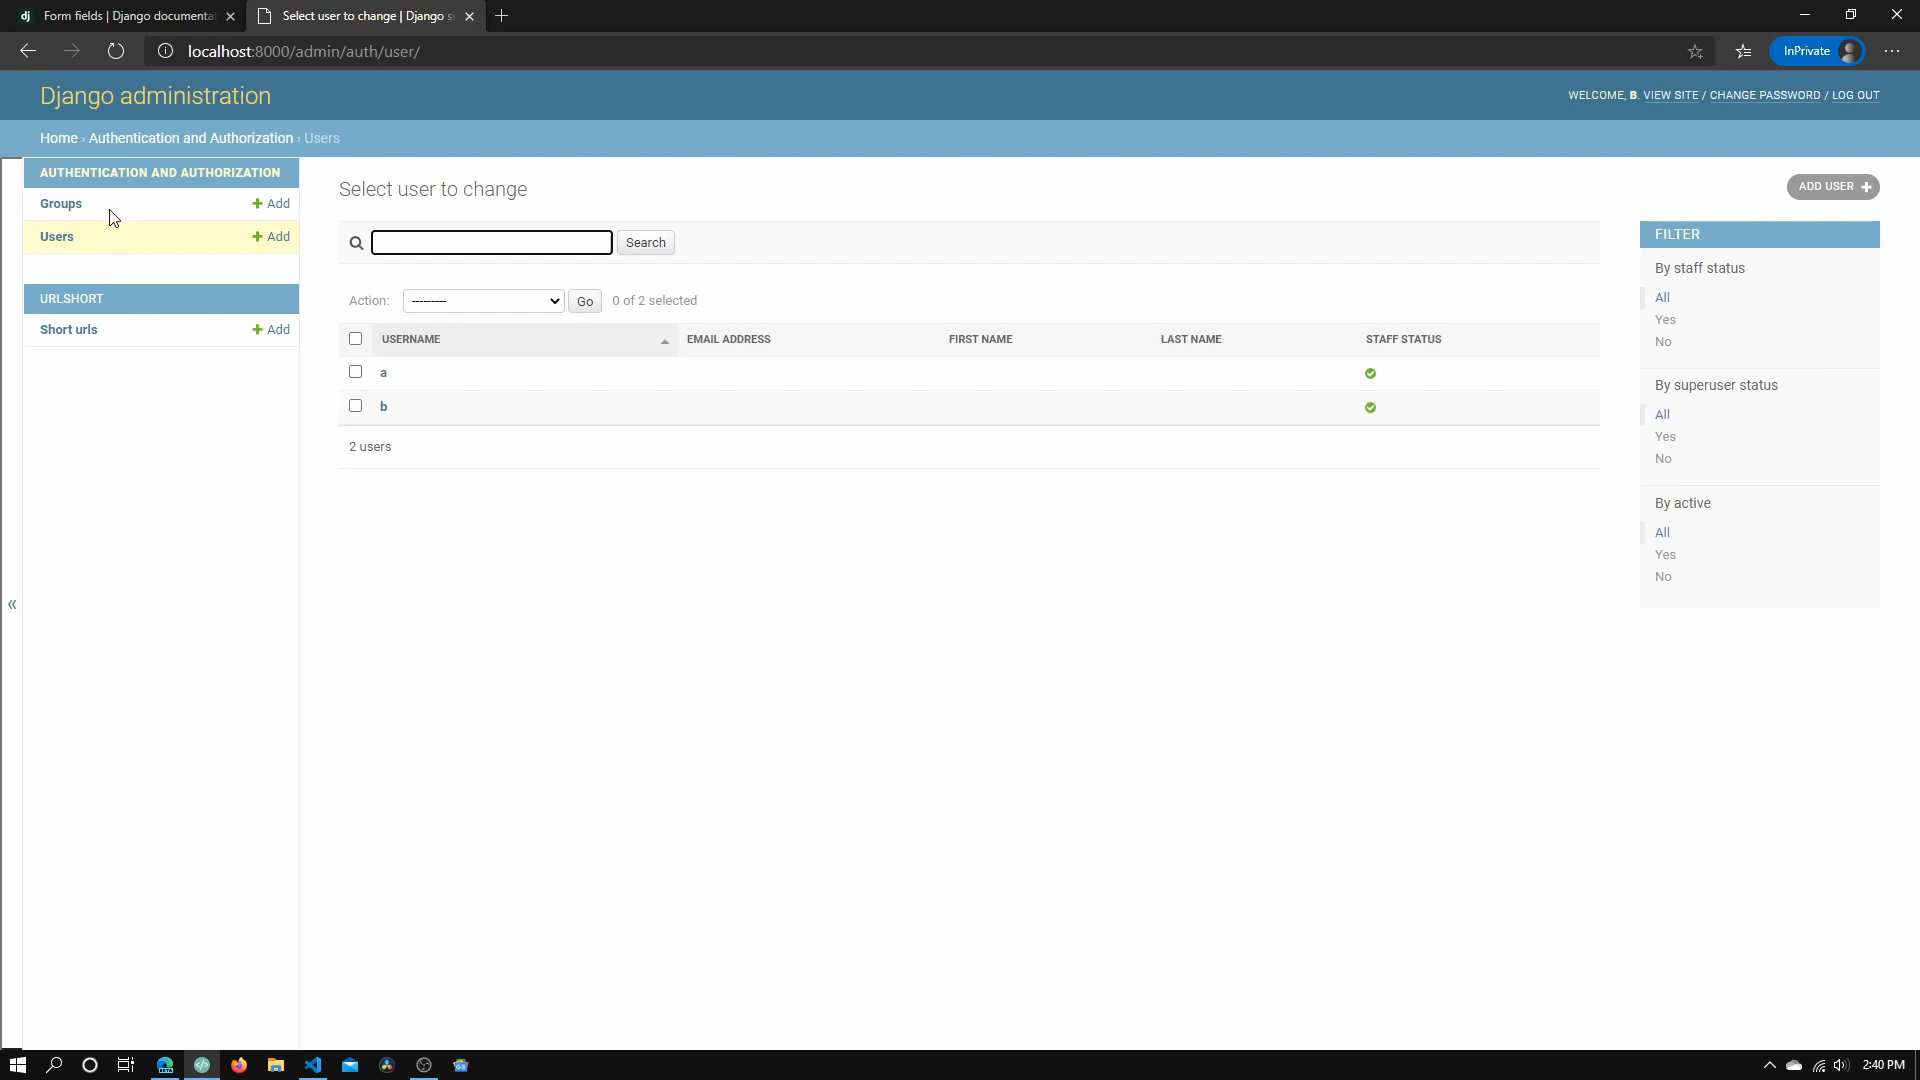 dj Form fields | Django documenta
Select user to change | Django s
localhost:8000/admin/auth/user/
InPrivate
Django administration
WELCOME, B. VIEW SITE / CHANGE PASSWORD / LOG OUT
Home › Authentication and Authorization › Users
AUTHENTICATION AND AUTHORIZATION
Groups + Add
Users + Add
URLSHORT
Short urls + Add
«
Select user to change
ADD USER +
Search
Action: --------- Go 0 of 2 selected
USERNAME EMAIL ADDRESS FIRST NAME LAST NAME STAFF STATUS
a
b
2 users
FILTER
By staff status
All
Yes
No
By superuser status
All
Yes
No
By active
All
Yes
No
2:40 PM